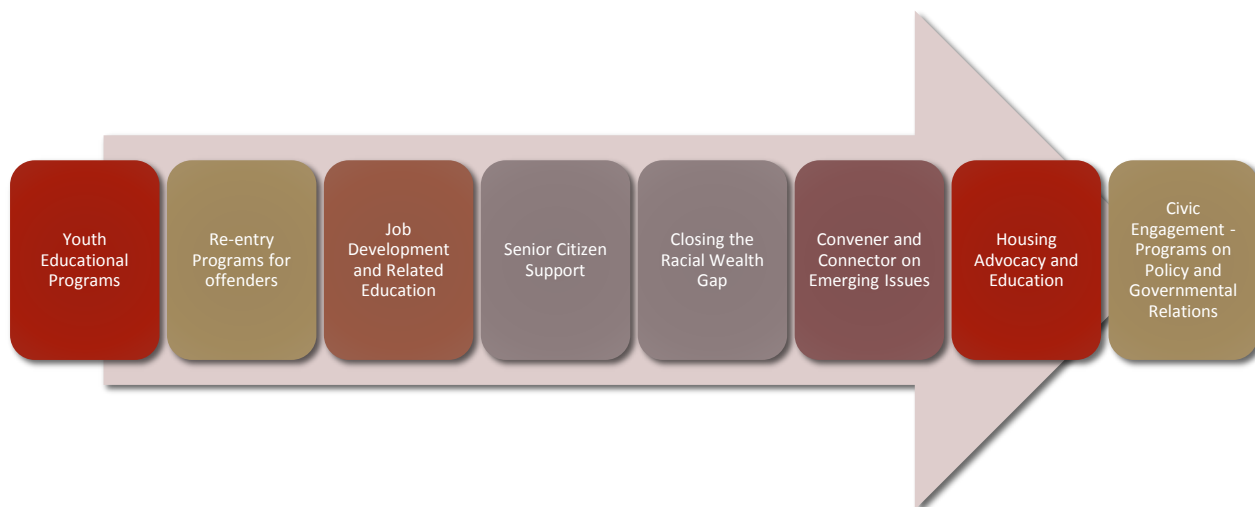 Youth
Educational
Programs
Re-entry
Programs for
offenders
Job
Development
and Related
Education
Senior Citizen
Support
Closing the
Racial Wealth
Gap
Convener and
Connector on
Emerging Issues
Housing
Advocacy and
Education
Civic
Engagement -
Programs on
Policy and
Governmental
Relations